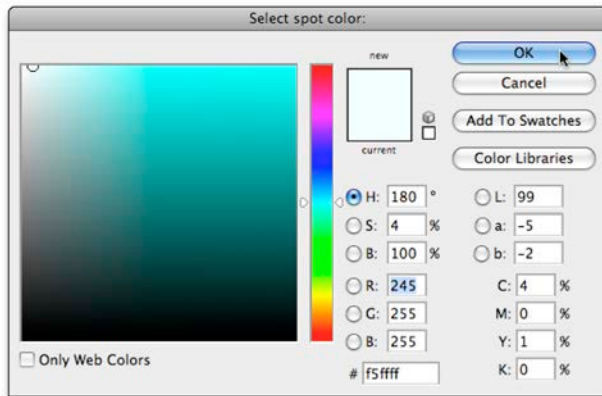 Select spot color:
new
current
OK
Cancel
Add To Swatches
Color Libraries
H: 180 °
S: 4 %
B: 100 %
R: 245
G: 255
B: 255
# f5ffff
L: 99
a: -5
b: -2
C: 4 %
M: 0 %
Y: 1 %
K: 0 %
Only Web Colors